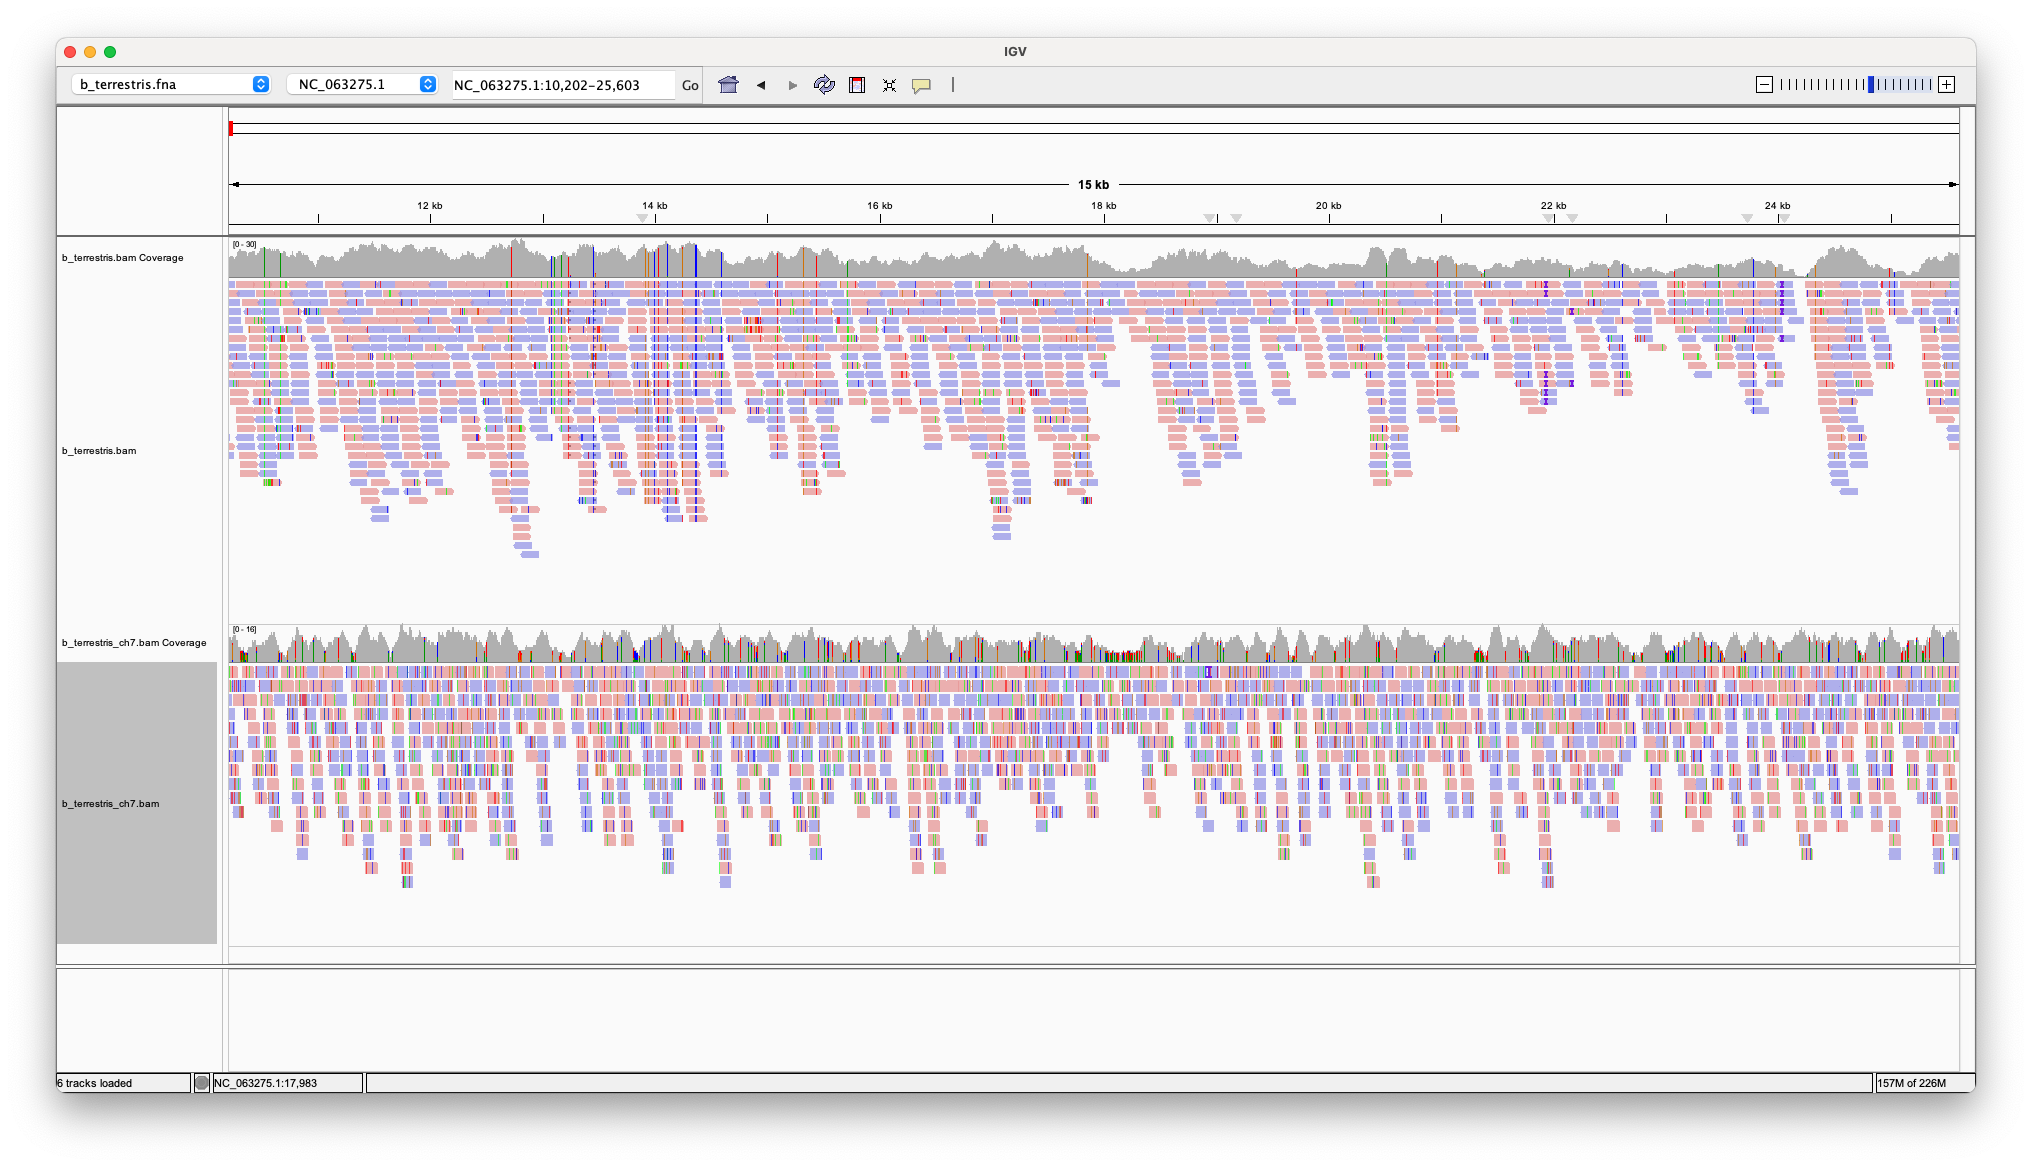 IGV
b_terrestris.fna NC_063275.1 NC_063275.1:10,202-25,603 Go
15 kb
12 kb 14 kb 16 kb 18 kb 20 kb 22 kb 24 kb
[0 - 30]
b_terrestris.bam Coverage
b_terrestris.bam
[0 - 16]
b_terrestris_ch7.bam Coverage
b_terrestris_ch7.bam
6 tracks loaded NC_063275.1:17,983 157M of 226M